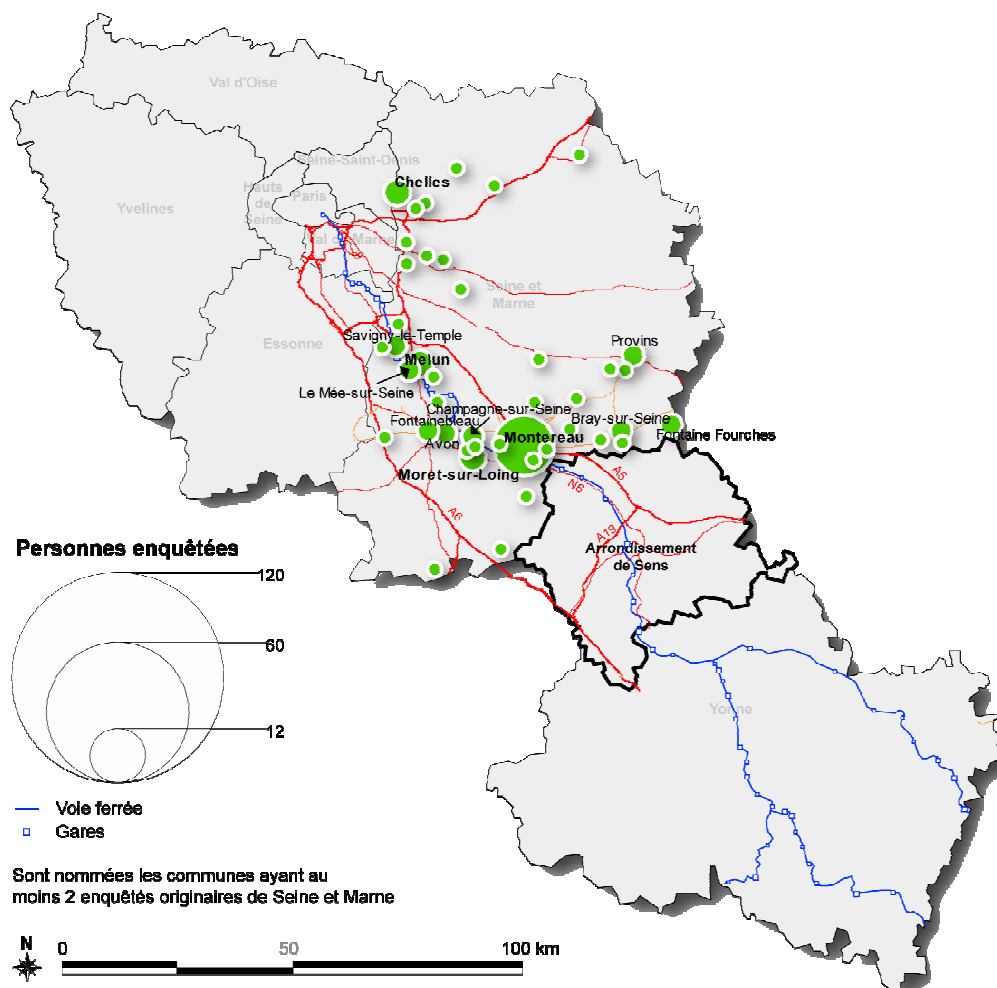 Val d'Oise
Seine-Saint-Denis
Hauts
de
Seine
Paris
Chelles
Yvelines
Val de Marne
Seine et
Marne
Essonne
Savigny-le-Temple
Provins
Melun
Le Mée-sur-Seine
Champagne-sur-Seine
Bray-sur-Seine
Fontainebleau
Avon
Montereau
Fontaine Fourches
Moret-sur-Loing
A5
N6
A6
A19
Arrondissement
de Sens
Personnes enquêtées
120
60
12
Yonne
Voie ferrée
Gares
Sont nommées les communes ayant au
moins 2 enquêtés originaires de Seine et Marne
N
0 50 100 km